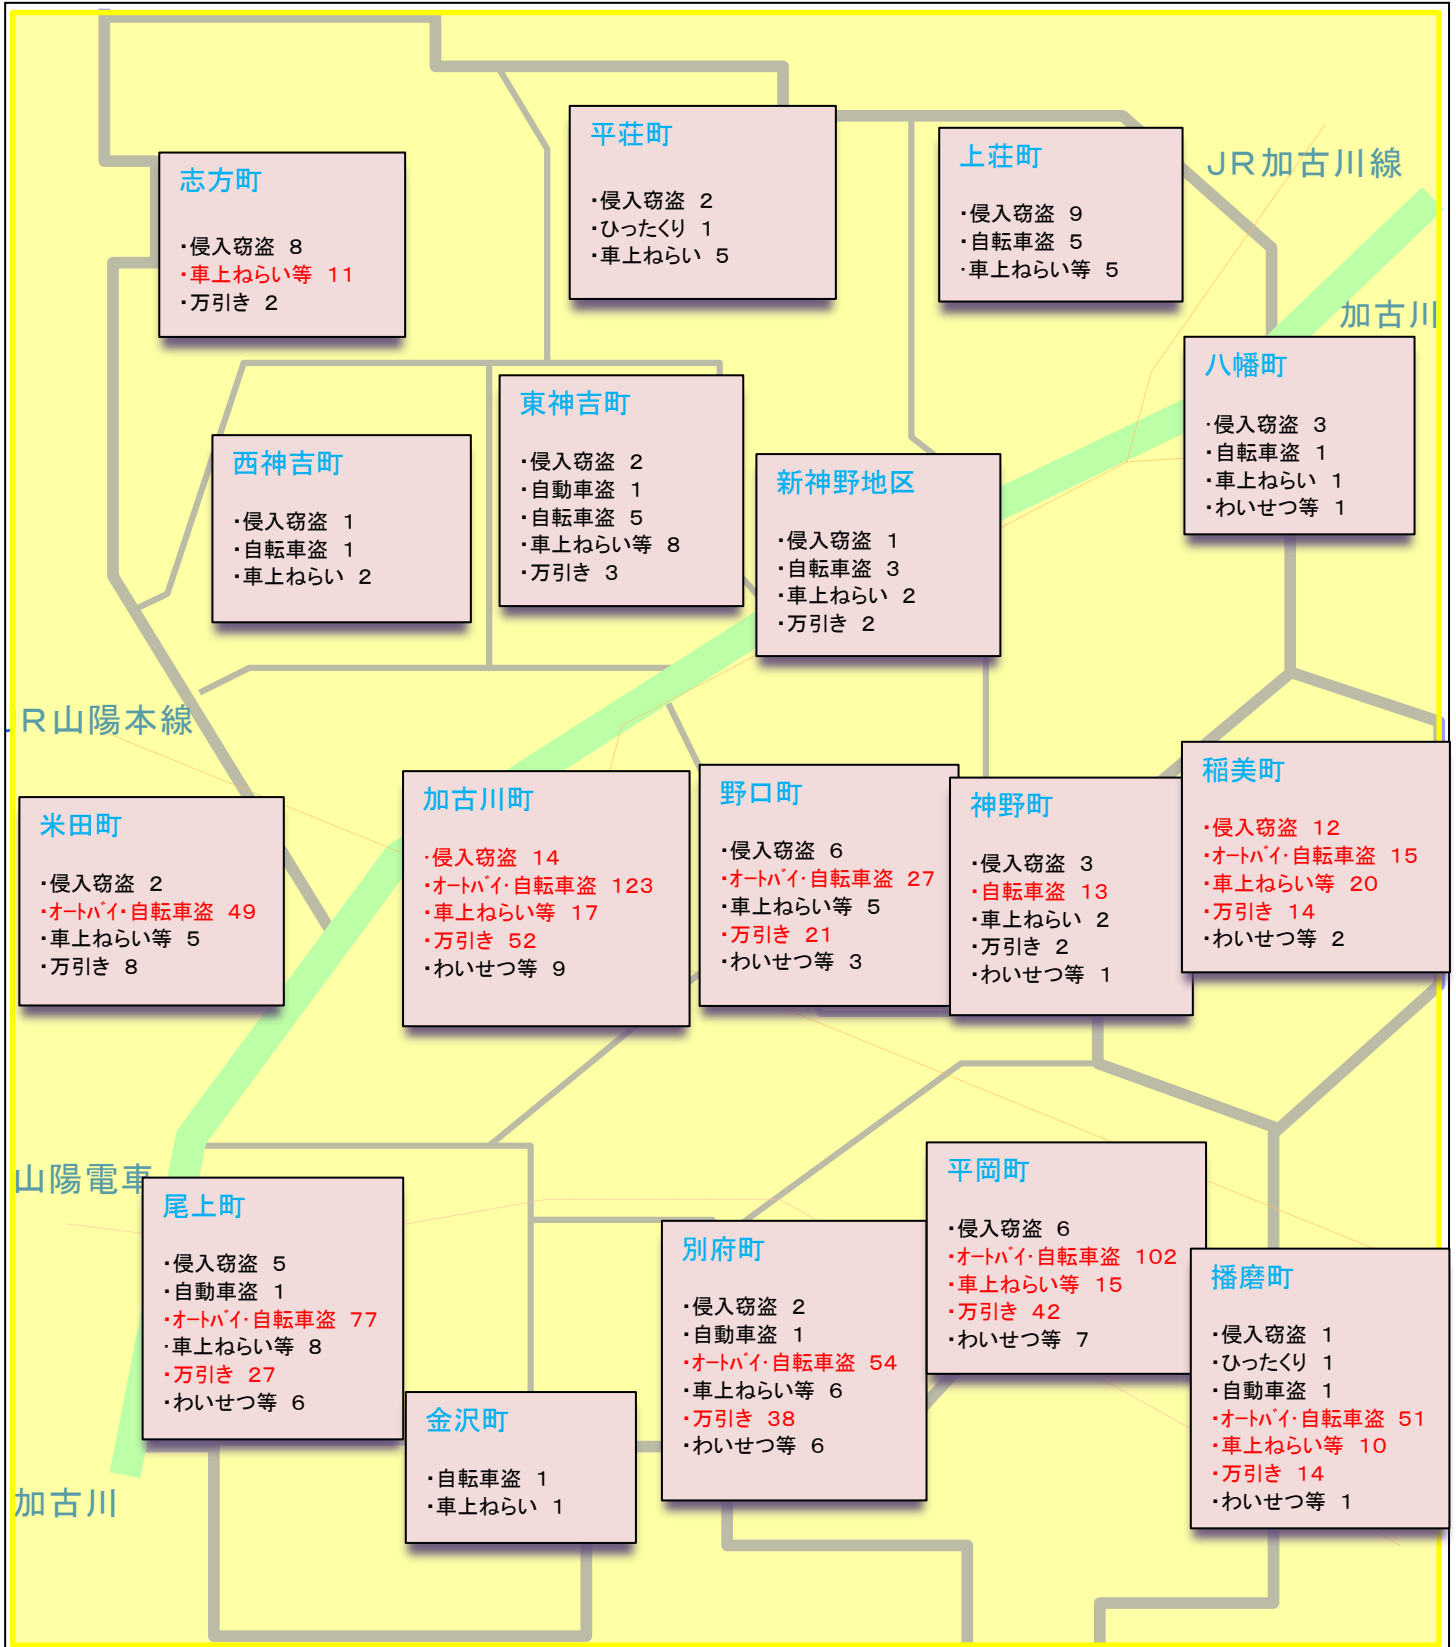 平荘町
・侵入窃盗 2
・ひったくり 1
・車上ねらい 5
上荘町
・侵入窃盗 9
・自転車盗 5
・車上ねらい等 5
JR加古川線
志方町
・侵入窃盗 8
・車上ねらい等 11
・万引き 2
加古川
八幡町
・侵入窃盗 3
・自転車盗 1
・車上ねらい 1
・わいせつ等 1
東神吉町
・侵入窃盗 2
・自動車盗 1
・自転車盗 5
・車上ねらい等 8
・万引き 3
西神吉町
・侵入窃盗 1
・自転車盗 1
・車上ねらい 2
新神野地区
・侵入窃盗 1
・自転車盗 3
・車上ねらい 2
・万引き 2
JR山陽本線
米田町
・侵入窃盗 2
・オートバイ・自転車盗 49
・車上ねらい等 5
・万引き 8
加古川町
・侵入窃盗 14
・オートバイ・自転車盗 123
・車上ねらい等 17
・万引き 52
・わいせつ等 9
野口町
・侵入窃盗 6
・オートバイ・自転車盗 27
・車上ねらい等 5
・万引き 21
・わいせつ等 3
神野町
・侵入窃盗 3
・自転車盗 13
・車上ねらい 2
・万引き 2
・わいせつ等 1
稲美町
・侵入窃盗 12
・オートバイ・自転車盗 15
・車上ねらい等 20
・万引き 14
・わいせつ等 2
山陽電車
尾上町
・侵入窃盗 5
・自動車盗 1
・オートバイ・自転車盗 77
・車上ねらい等 8
・万引き 27
・わいせつ等 6
金沢町
・自転車盗 1
・車上ねらい 1
別府町
・侵入窃盗 2
・自動車盗 1
・オートバイ・自転車盗 54
・車上ねらい等 6
・万引き 38
・わいせつ等 6
平岡町
・侵入窃盗 6
・オートバイ・自転車盗 102
・車上ねらい等 15
・万引き 42
・わいせつ等 7
播磨町
・侵入窃盗 1
・ひったくり 1
・自動車盗 1
・オートバイ・自転車盗 51
・車上ねらい等 10
・万引き 14
・わいせつ等 1
加古川